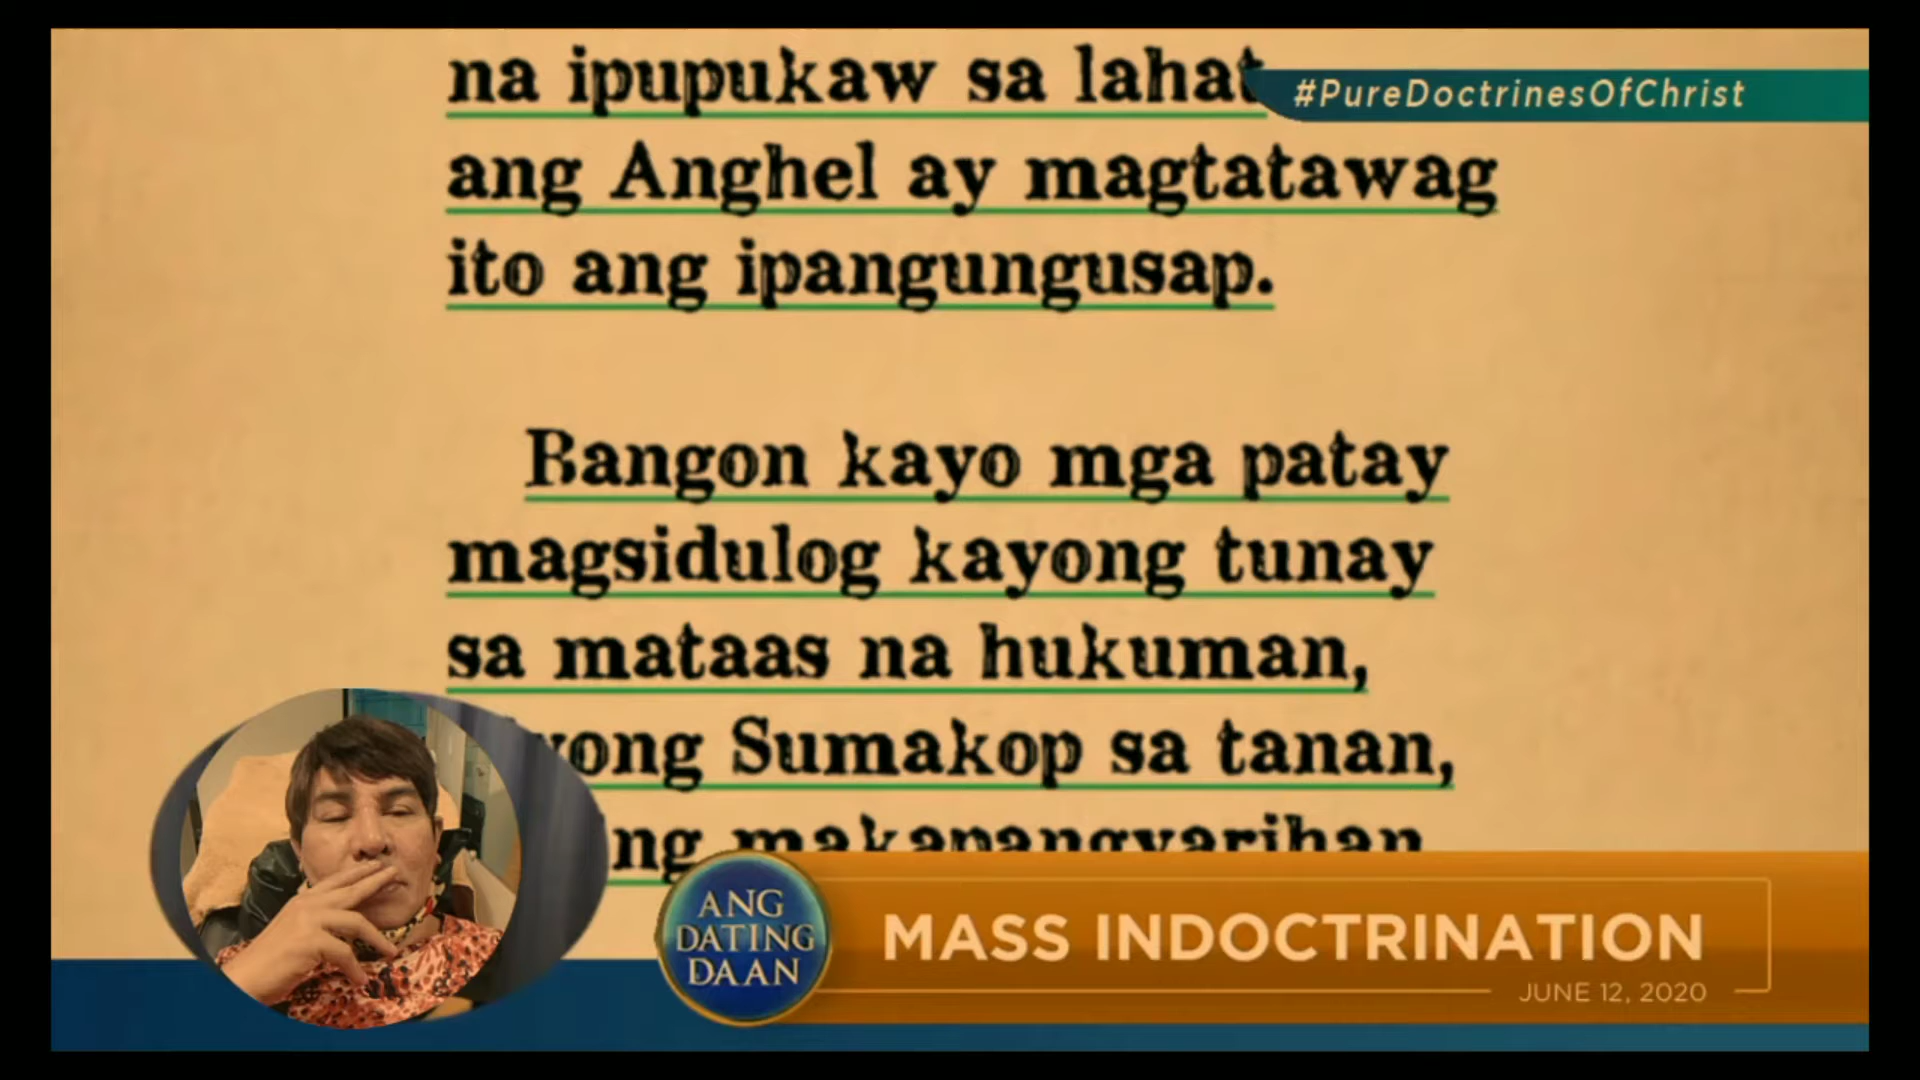 na ipupukaw sa lahat
#PureDoctrinesOfChrist
ang Anghel ay magtatawag
ito ang ipangungusap.
Bangon kayo mga patay
magsidulog kayong tunay
sa mataas na hukuman,
Sumakop sa tanan,
makapangyarihan
ANG
DATING
DAAN
MASS INDOCTRINATION
JUNE 12, 2020